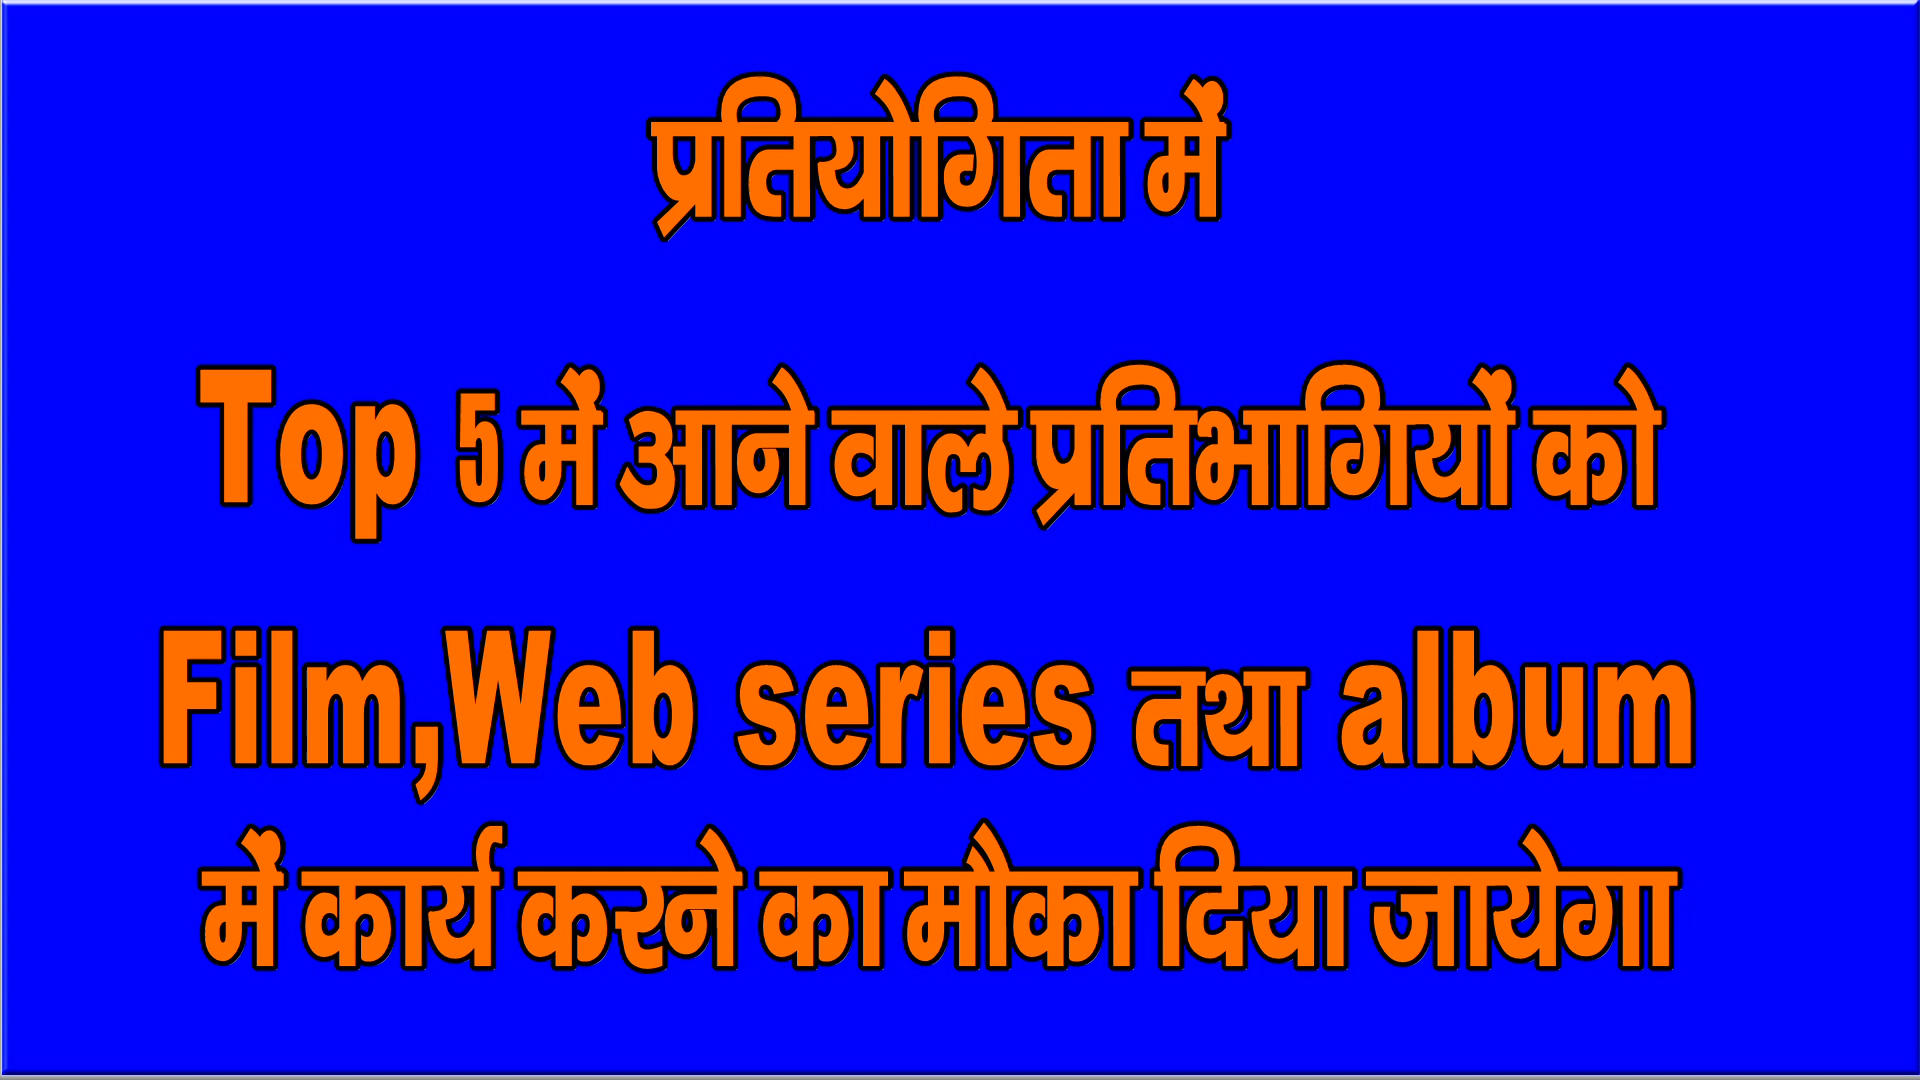 प्रतियोगिता में
Top 5 में आने वाले प्रतिभागियों को
Film,Web series तथा album
में कार्य करने का मौका दिया जायेगा